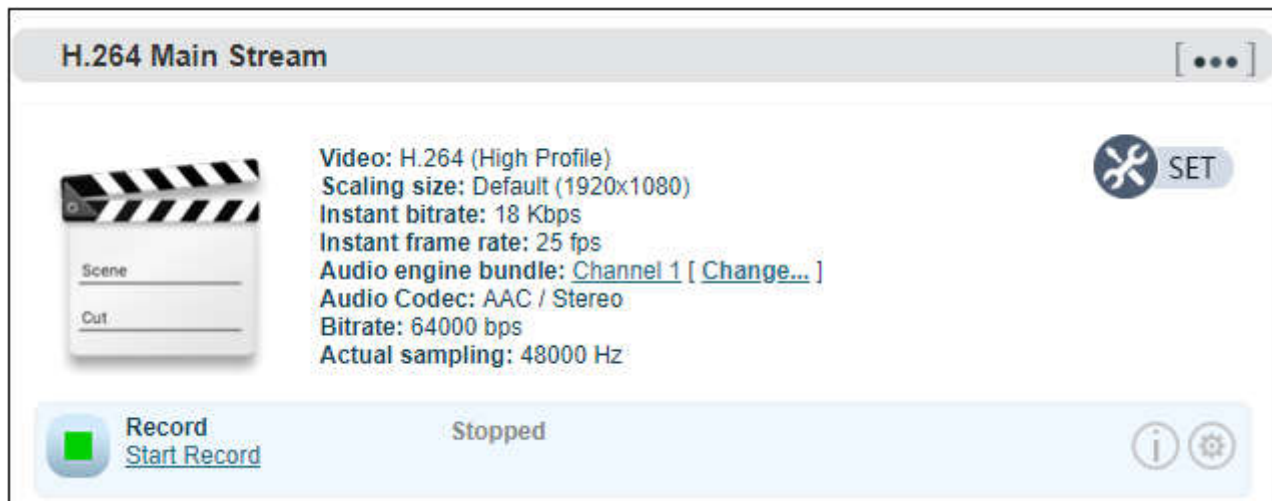 H.264 Main Stream
[•••]
Video: H.264 (High Profile)
Scaling size: Default (1920x1080)
Instant bitrate: 18 Kbps
Instant frame rate: 25 fps
Audio engine bundle: Channel 1 [ Change... ]
Audio Codec: AAC / Stereo
Bitrate: 64000 bps
Actual sampling: 48000 Hz
SET
Scene
Cut
Record
Start Record
Stopped
i